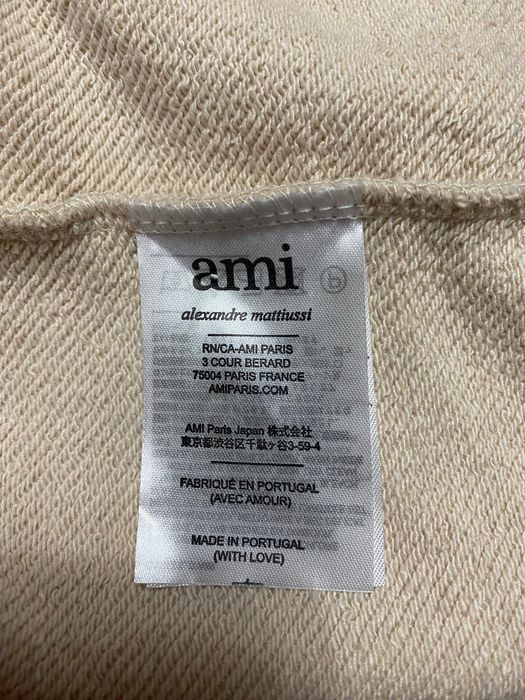 ami
alexandre mattiussi
RN/CA-AMI PARIS
3 COUR BERARD
75004 PARIS FRANCE
AMIPARIS.COM
AMI Paris Japan 株式会社
東京都渋谷区千駄ヶ谷3-59-4
FABRIQUÉ EN PORTUGAL
(AVEC AMOUR)
MADE IN PORTUGAL
(WITH LOVE)